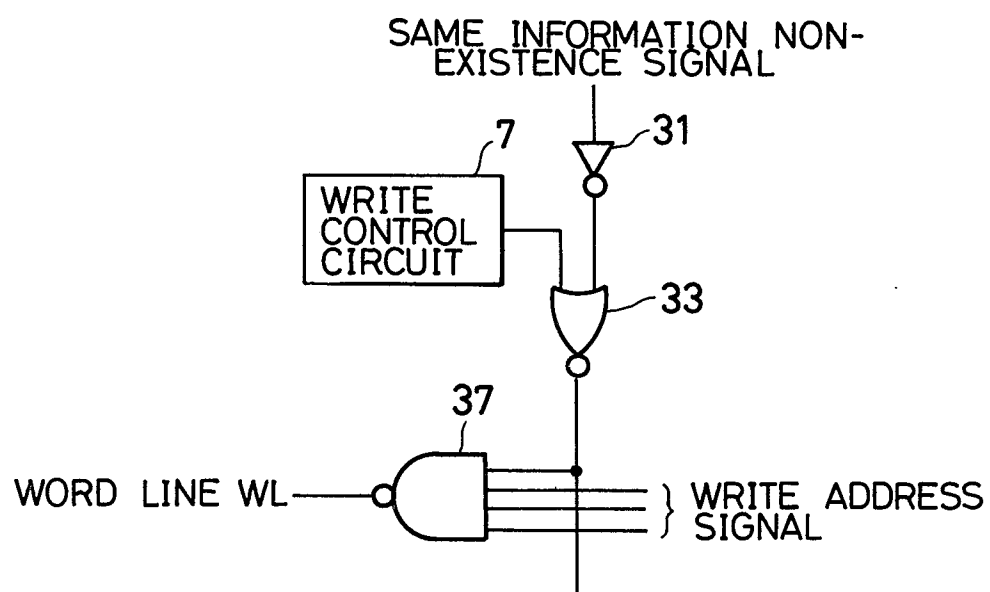 SAME INFORMATION NON-
EXISTENCE SIGNAL
31
7
WRITE
CONTROL
CIRCUIT
33
37
WORD LINE WL
WRITE ADDRESS
SIGNAL